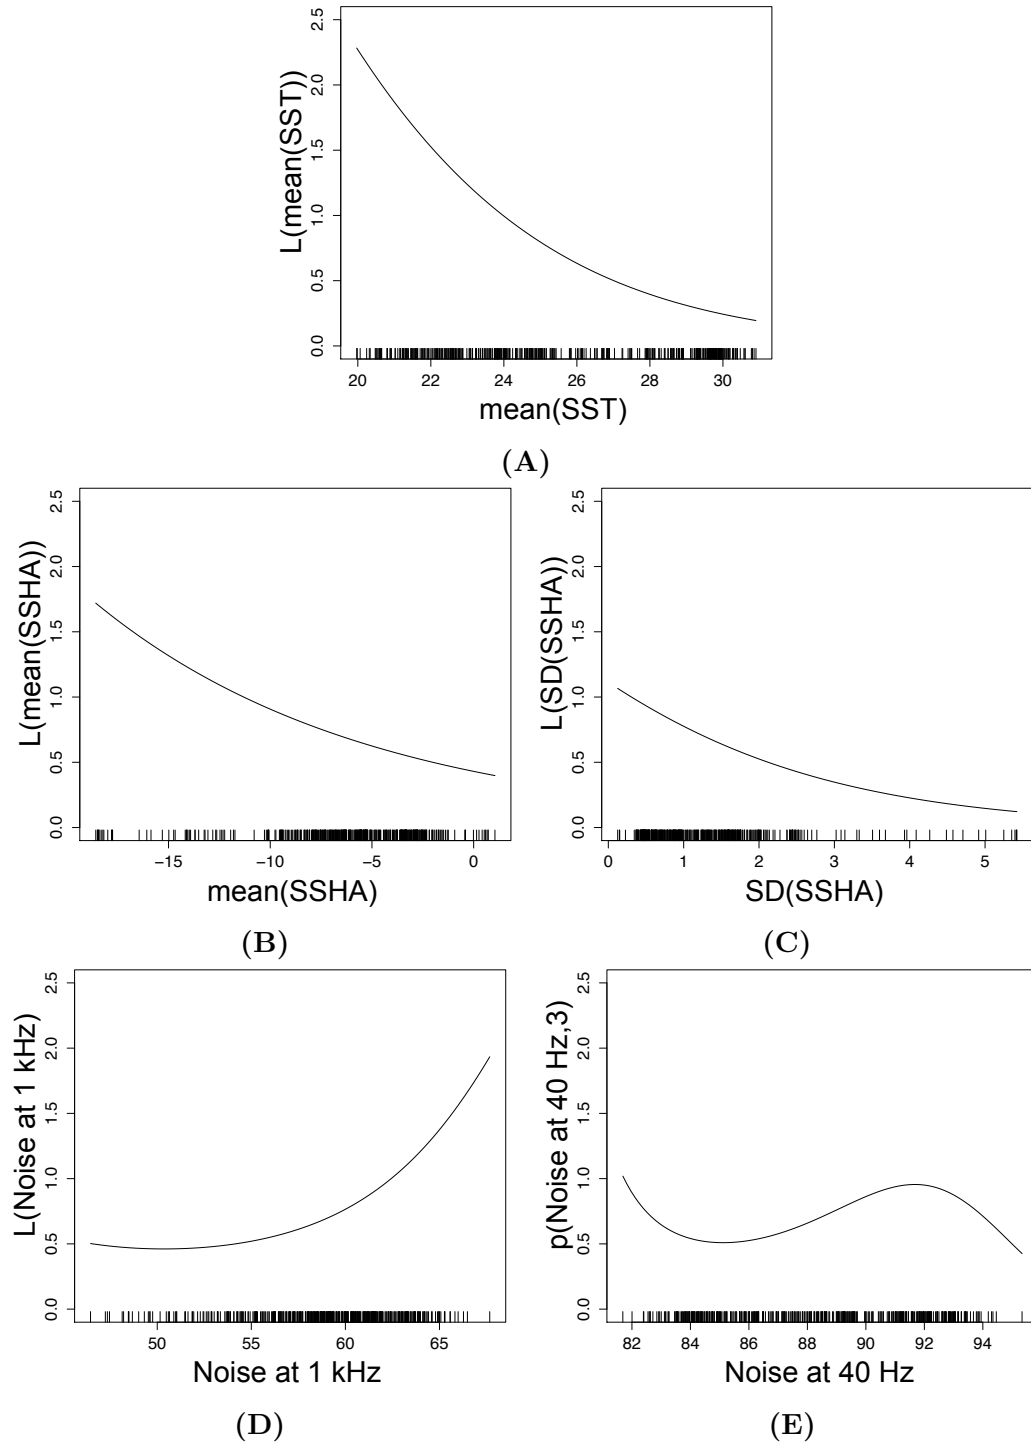 L(mean(SST))
0.0 0.5 1.0 1.5 2.0 2.5
20 22 24 26 28 30
mean(SST)
(A)
L(mean(SSHA))
0.0 0.5 1.0 1.5 2.0 2.5
−15 −10 −5 0
mean(SSHA)
(B)
L(SD(SSHA))
0.0 0.5 1.0 1.5 2.0 2.5
0 1 2 3 4 5
SD(SSHA)
(C)
L(Noise at 1 kHz)
0.0 0.5 1.0 1.5 2.0 2.5
50 55 60 65
Noise at 1 kHz
(D)
p(Noise at 40 Hz,3)
0.0 0.5 1.0 1.5 2.0 2.5
82 84 86 88 90 92 94
Noise at 40 Hz
(E)